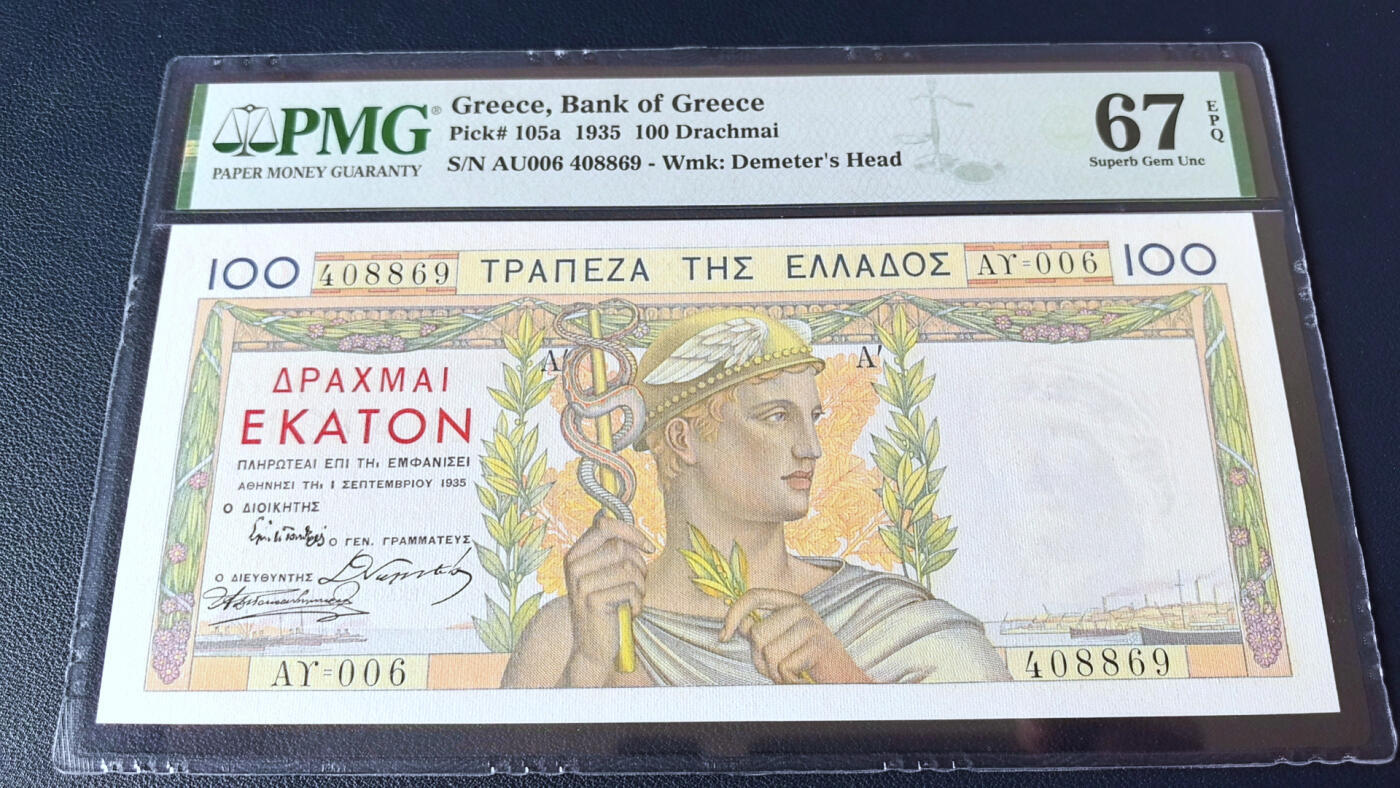 PMG®
PAPER MONEY GUARANTY
Greece, Bank of Greece
Pick# 105a 1935 100 Drachmai
S/N AU006 408869 - Wmk: Demeter's Head
67 EPQ
Superb Gem Unc
100 408869 ΤΡΑΠΕΖΑ ΤΗΣ ΕΛΛΑΔΟΣ ΑΥ=006 100
Α' Α'
ΔΡΑΧΜΑΙ
ΕΚΑΤΟΝ
ΠΛΗΡΩΤΕΑΙ ΕΠΙ ΤΗι ΕΜΦΑΝΙΣΕΙ
ΑΘΗΝΗΣΙ ΤΗι 1 ΣΕΠΤΕΜΒΡΙΟΥ 1935
Ο ΔΙΟΙΚΗΤΗΣ
Ο ΓΕΝ. ΓΡΑΜΜΑΤΕΥΣ
Ο ΔΙΕΥΘΥΝΤΗΣ
ΑΥ=006 408869